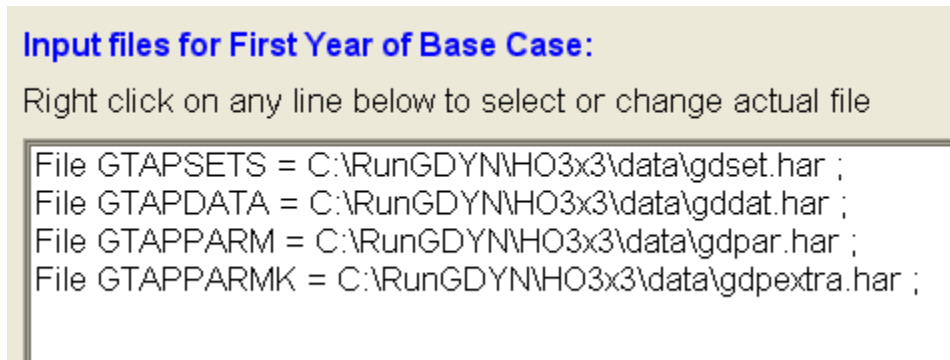 Input files for First Year of Base Case:
Right click on any line below to select or change actual file
File GTAPSETS = C:\RunGDYN\HO3x3\data\gdset.har ;
File GTAPDATA = C:\RunGDYN\HO3x3\data\gddat.har ;
File GTAPPARM = C:\RunGDYN\HO3x3\data\gdpar.har ;
File GTAPPARMK = C:\RunGDYN\HO3x3\data\gdpextra.har ;